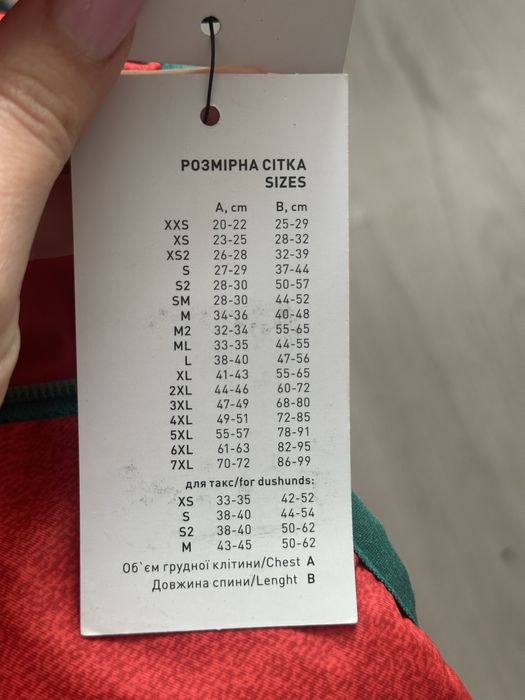 РОЗМІРНА СІТКА
SIZES
A, cm B, cm
XXS 20-22 25-29
XS 23-25 28-32
XS2 26-28 32-39
S 27-29 37-44
S2 28-30 50-57
SM 28-30 44-52
M 34-36 40-48
M2 32-34 55-65
ML 33-35 44-55
L 38-40 47-56
XL 41-43 55-65
2XL 44-46 60-72
3XL 47-49 68-80
4XL 49-51 72-85
5XL 55-57 78-91
6XL 61-63 82-95
7XL 70-72 86-99
для такс/for dushunds:
XS 33-35 42-52
S 38-40 44-54
S2 38-40 50-62
M 43-45 50-62
Об`єм грудної клітини/Chest A
Довжина спини/Lenght B